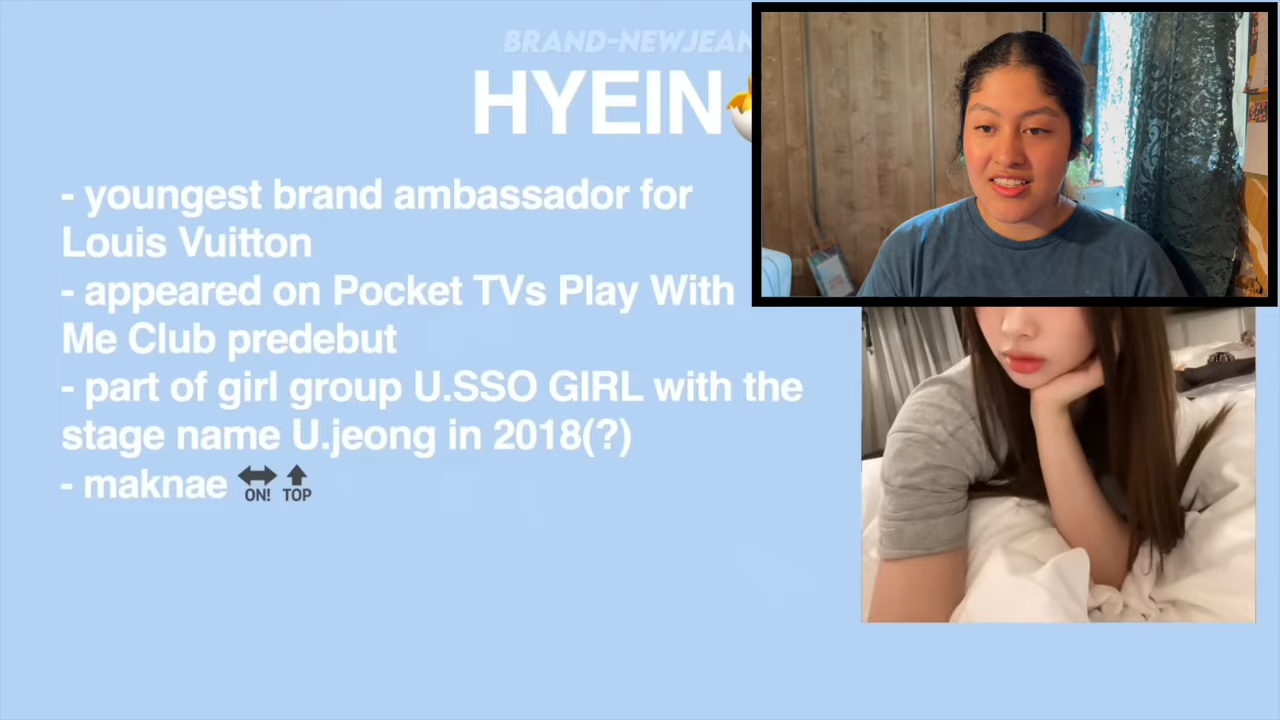 BRAND-NEWJEAN
HYEIN
- youngest brand ambassador for
Louis Vuitton
- appeared on Pocket TVs Play With
Me Club predebut
- part of girl group U.SSO GIRL with the
stage name U.jeong in 2018(?)
- maknae ON! TOP